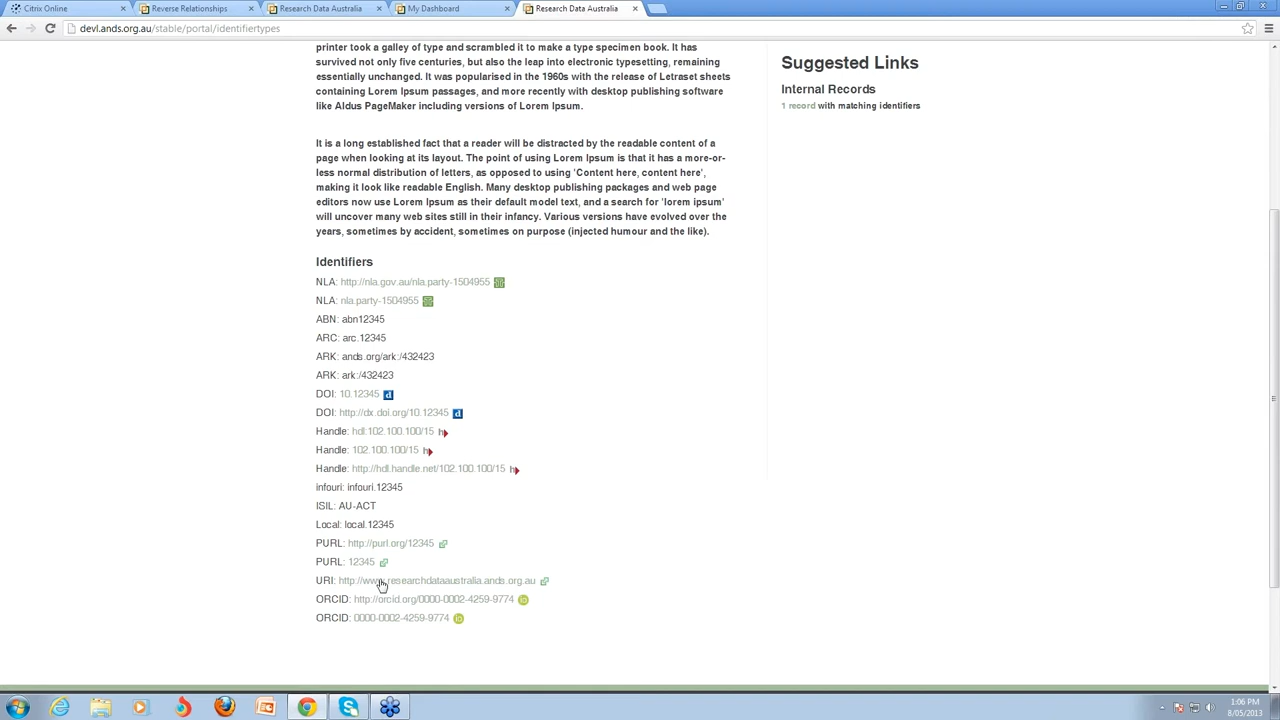 Citrix Online
Reverse Relationships
Research Data Australia
My Dashboard
Research Data Australia
devl.ands.org.au/stable/portal/identifiertypes
printer took a galley of type and scrambled it to make a type specimen book. It has
survived not only five centuries, but also the leap into electronic typesetting, remaining
essentially unchanged. It was popularised in the 1960s with the release of Letraset sheets
containing Lorem Ipsum passages, and more recently with desktop publishing software
like Aldus PageMaker including versions of Lorem Ipsum.
It is a long established fact that a reader will be distracted by the readable content of a
page when looking at its layout. The point of using Lorem Ipsum is that it has a more-or-
less normal distribution of letters, as opposed to using 'Content here, content here',
making it look like readable English. Many desktop publishing packages and web page
editors now use Lorem Ipsum as their default model text, and a search for 'lorem ipsum'
will uncover many web sites still in their infancy. Various versions have evolved over the
years, sometimes by accident, sometimes on purpose (injected humour and the like).
Identifiers
NLA: http://nla.gov.au/nla.party-1504955
NLA: nla.party-1504955
ABN: abn12345
ARC: arc.12345
ARK: ands.org/ark:/432423
ARK: ark:/432423
DOI: 10.12345
DOI: http://dx.doi.org/10.12345
Handle: hdl:102.100.100/15
Handle: 102.100.100/15
Handle: http://hdl.handle.net/102.100.100/15
infouri: infouri.12345
ISIL: AU-ACT
Local: local.12345
PURL: http://purl.org/12345
PURL: 12345
URI: http://www.researchdataaustralia.ands.org.au
ORCID: http://orcid.org/0000-0002-4259-9774
ORCID: 0000-0002-4259-9774
Suggested Links
Internal Records
1 record with matching identifiers
1:06 PM
8/05/2013